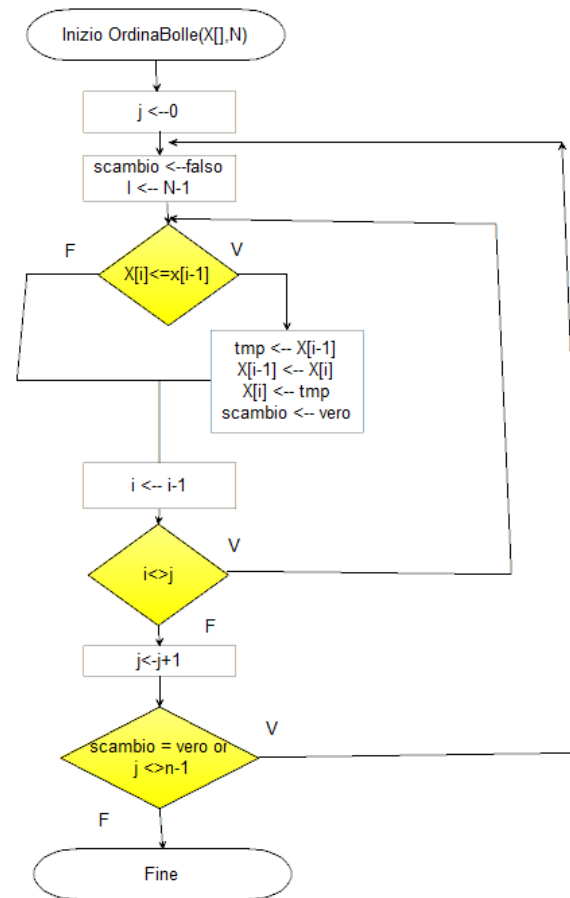 Inizio OrdinaBolle(X[],N)
j <--0
scambio <--falso
I <-- N-1
F
V
X[i]<=x[i-1]
tmp <-- X[i-1]
X[i-1] <-- X[i]
X[i] <-- tmp
scambio <-- vero
i <-- i-1
V
i<>j
F
j<-j+1
V
scambio = vero or
j <>n-1
F
Fine